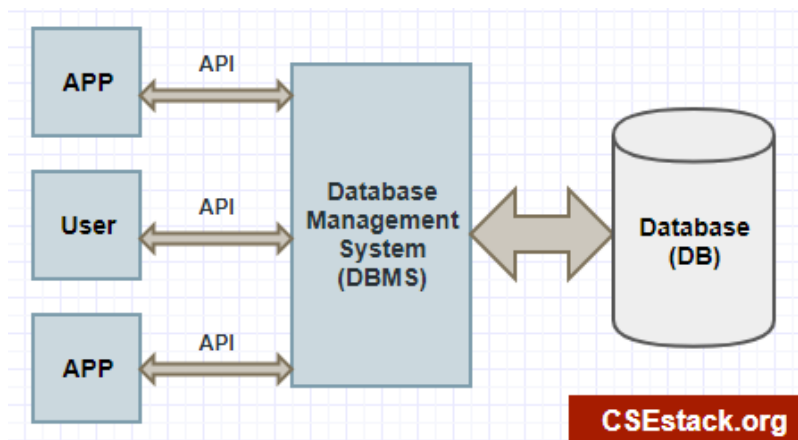 APP
API
User
API
APP
API
Database
Management
System
(DBMS)
Database
(DB)
CSEstack.org